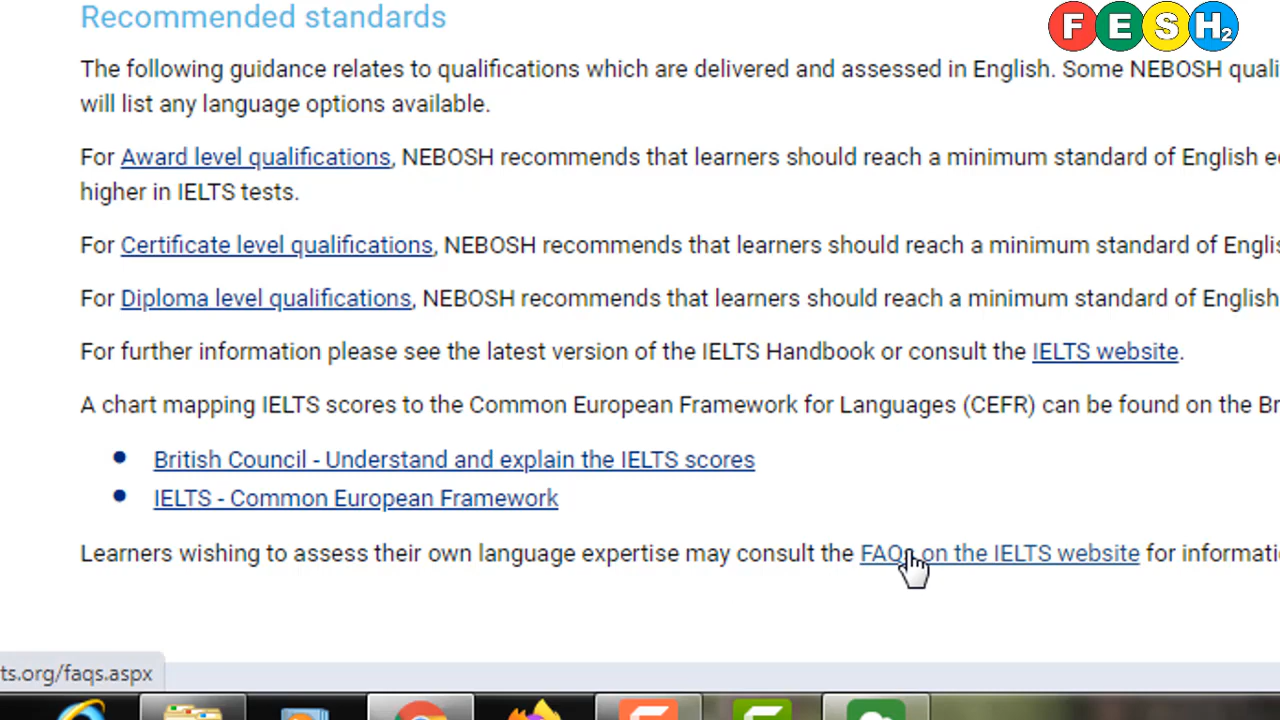 Recommended standards
FESH2
The following guidance relates to qualifications which are delivered and assessed in English. Some NEBOSH quali
will list any language options available.
For Award level qualifications, NEBOSH recommends that learners should reach a minimum standard of English e
higher in IELTS tests.
For Certificate level qualifications, NEBOSH recommends that learners should reach a minimum standard of Englis
For Diploma level qualifications, NEBOSH recommends that learners should reach a minimum standard of English
For further information please see the latest version of the IELTS Handbook or consult the IELTS website.
A chart mapping IELTS scores to the Common European Framework for Languages (CEFR) can be found on the Br
British Council - Understand and explain the IELTS scores
IELTS - Common European Framework
Learners wishing to assess their own language expertise may consult the FAQs on the IELTS website for informati
ts.org/faqs.aspx